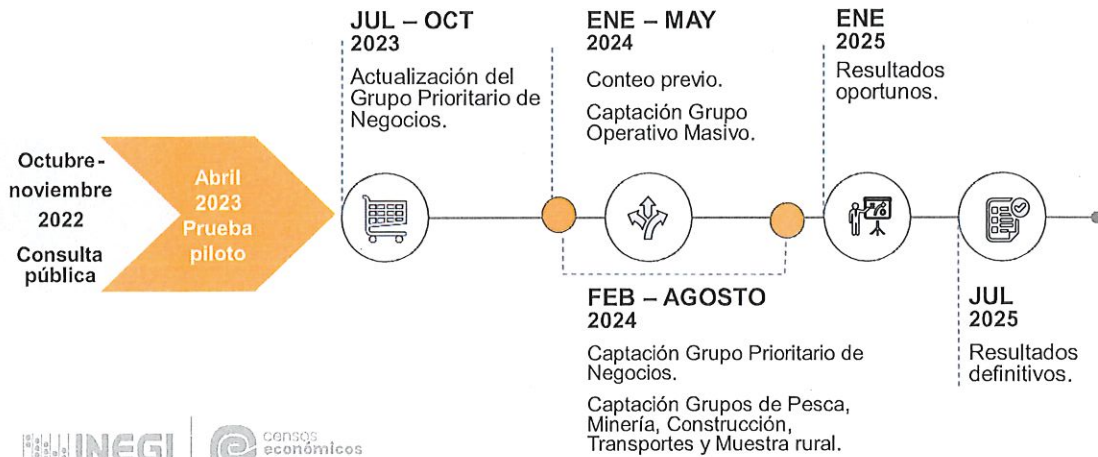 Octubre-
noviembre
2022
Consulta
pública
Abril
2023
Prueba
piloto
JUL – OCT
2023
Actualización del
Grupo Prioritario de
Negocios.
ENE – MAY
2024
Conteo previo.
Captación Grupo
Operativo Masivo.
FEB – AGOSTO
2024
Captación Grupo Prioritario de
Negocios.
Captación Grupos de Pesca,
Minería, Construcción,
Transportes y Muestra rural.
ENE
2025
Resultados
oportunos.
JUL
2025
Resultados
definitivos.
INEGI
censos
económicos